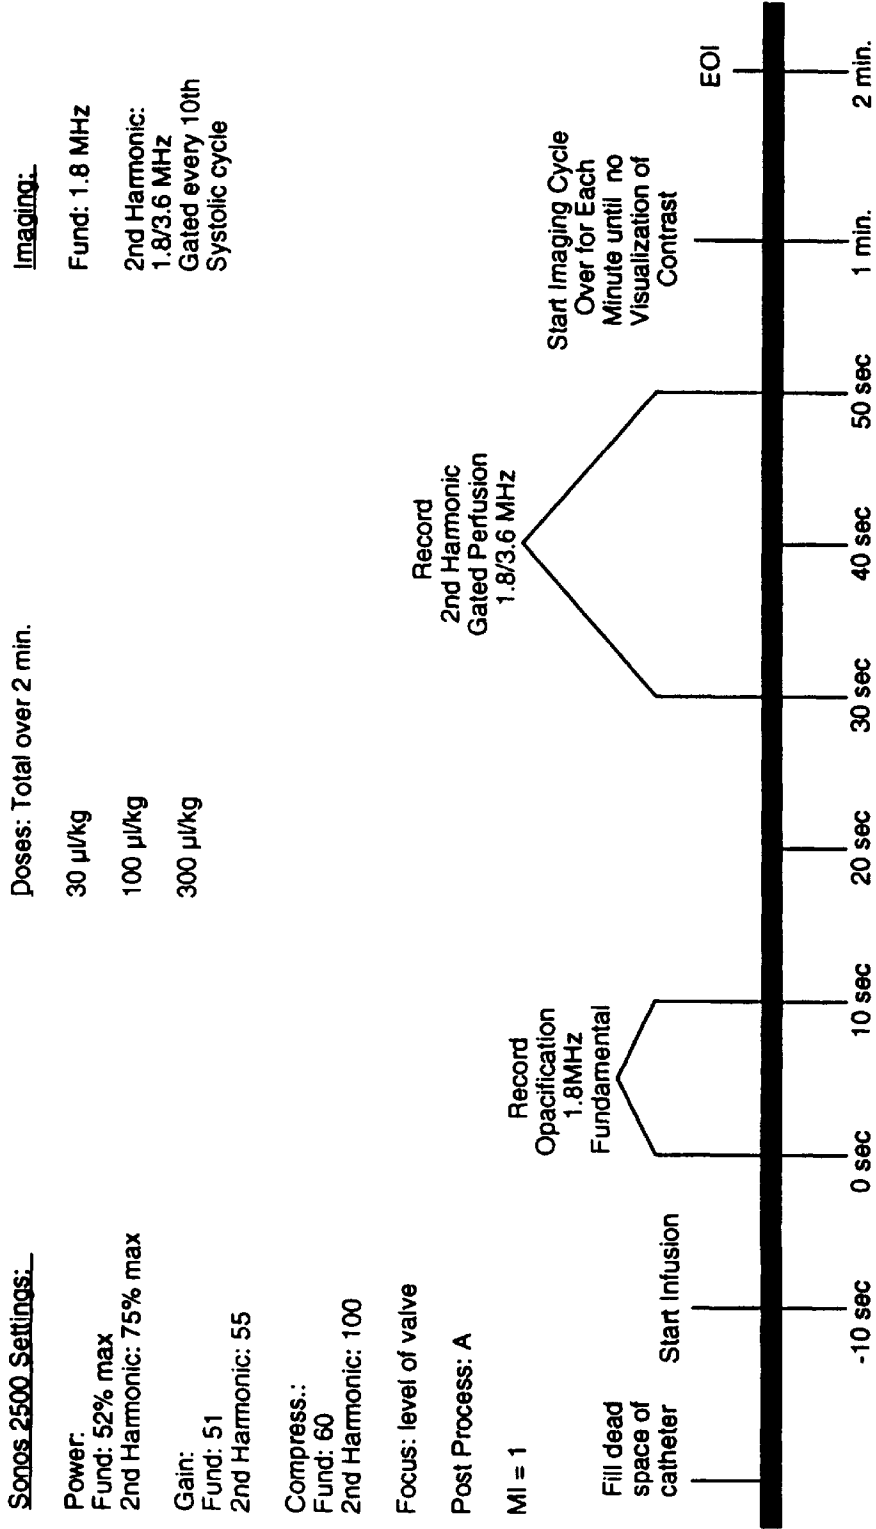 Sonos 2500 Settings:
Power:
Fund: 52% max
2nd Harmonic: 75% max
Gain:
Fund: 51
2nd Harmonic: 55
Compress.:
Fund: 60
2nd Harmonic: 100
Focus: level of valve
Post Process: A
MI = 1
Doses: Total over 2 min.
30 µl/kg
100 µl/kg
300 µl/kg
Imaging:
Fund: 1.8 MHz
2nd Harmonic:
1.8/3.6 MHz
Gated every 10th
Systolic cycle
Fill dead
space of
catheter
Start Infusion
Record
Opacification
1.8MHz
Fundamental
Record
2nd Harmonic
Gated Perfusion
1.8/3.6 MHz
Start Imaging Cycle
Over for Each
Minute until no
Visualization of
Contrast
EOI
-10 sec
0 sec
10 sec
20 sec
30 sec
40 sec
50 sec
1 min.
2 min.